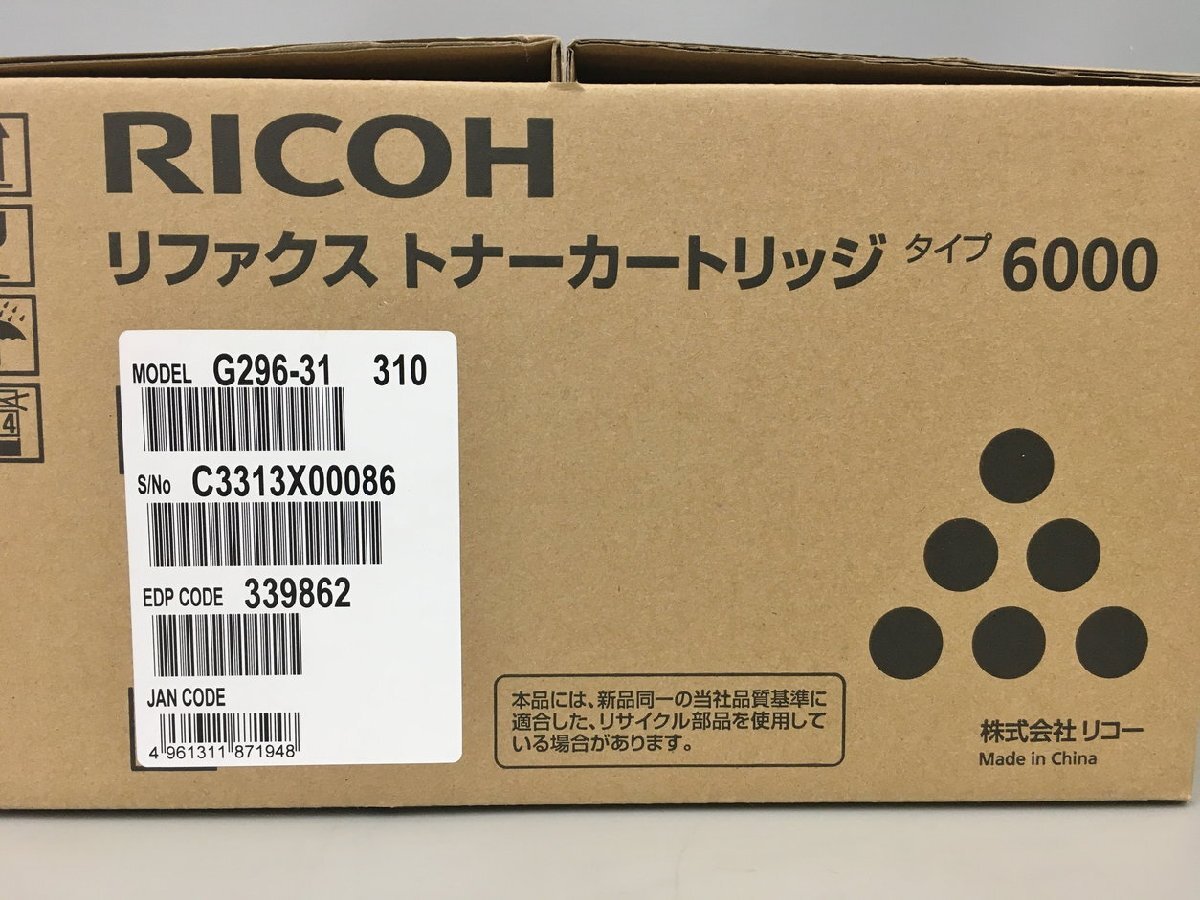 RICOH
リファクス トナーカートリッジ タイプ 6000
MODEL G296-31 310
S/No C3313X00086
EDP CODE 339862
JAN CODE
4 961311 871948
4
本品には、新品同一の当社品質基準に
適合した、リサイクル部品を使用して
いる場合があります。
株式会社 リコー
Made in China